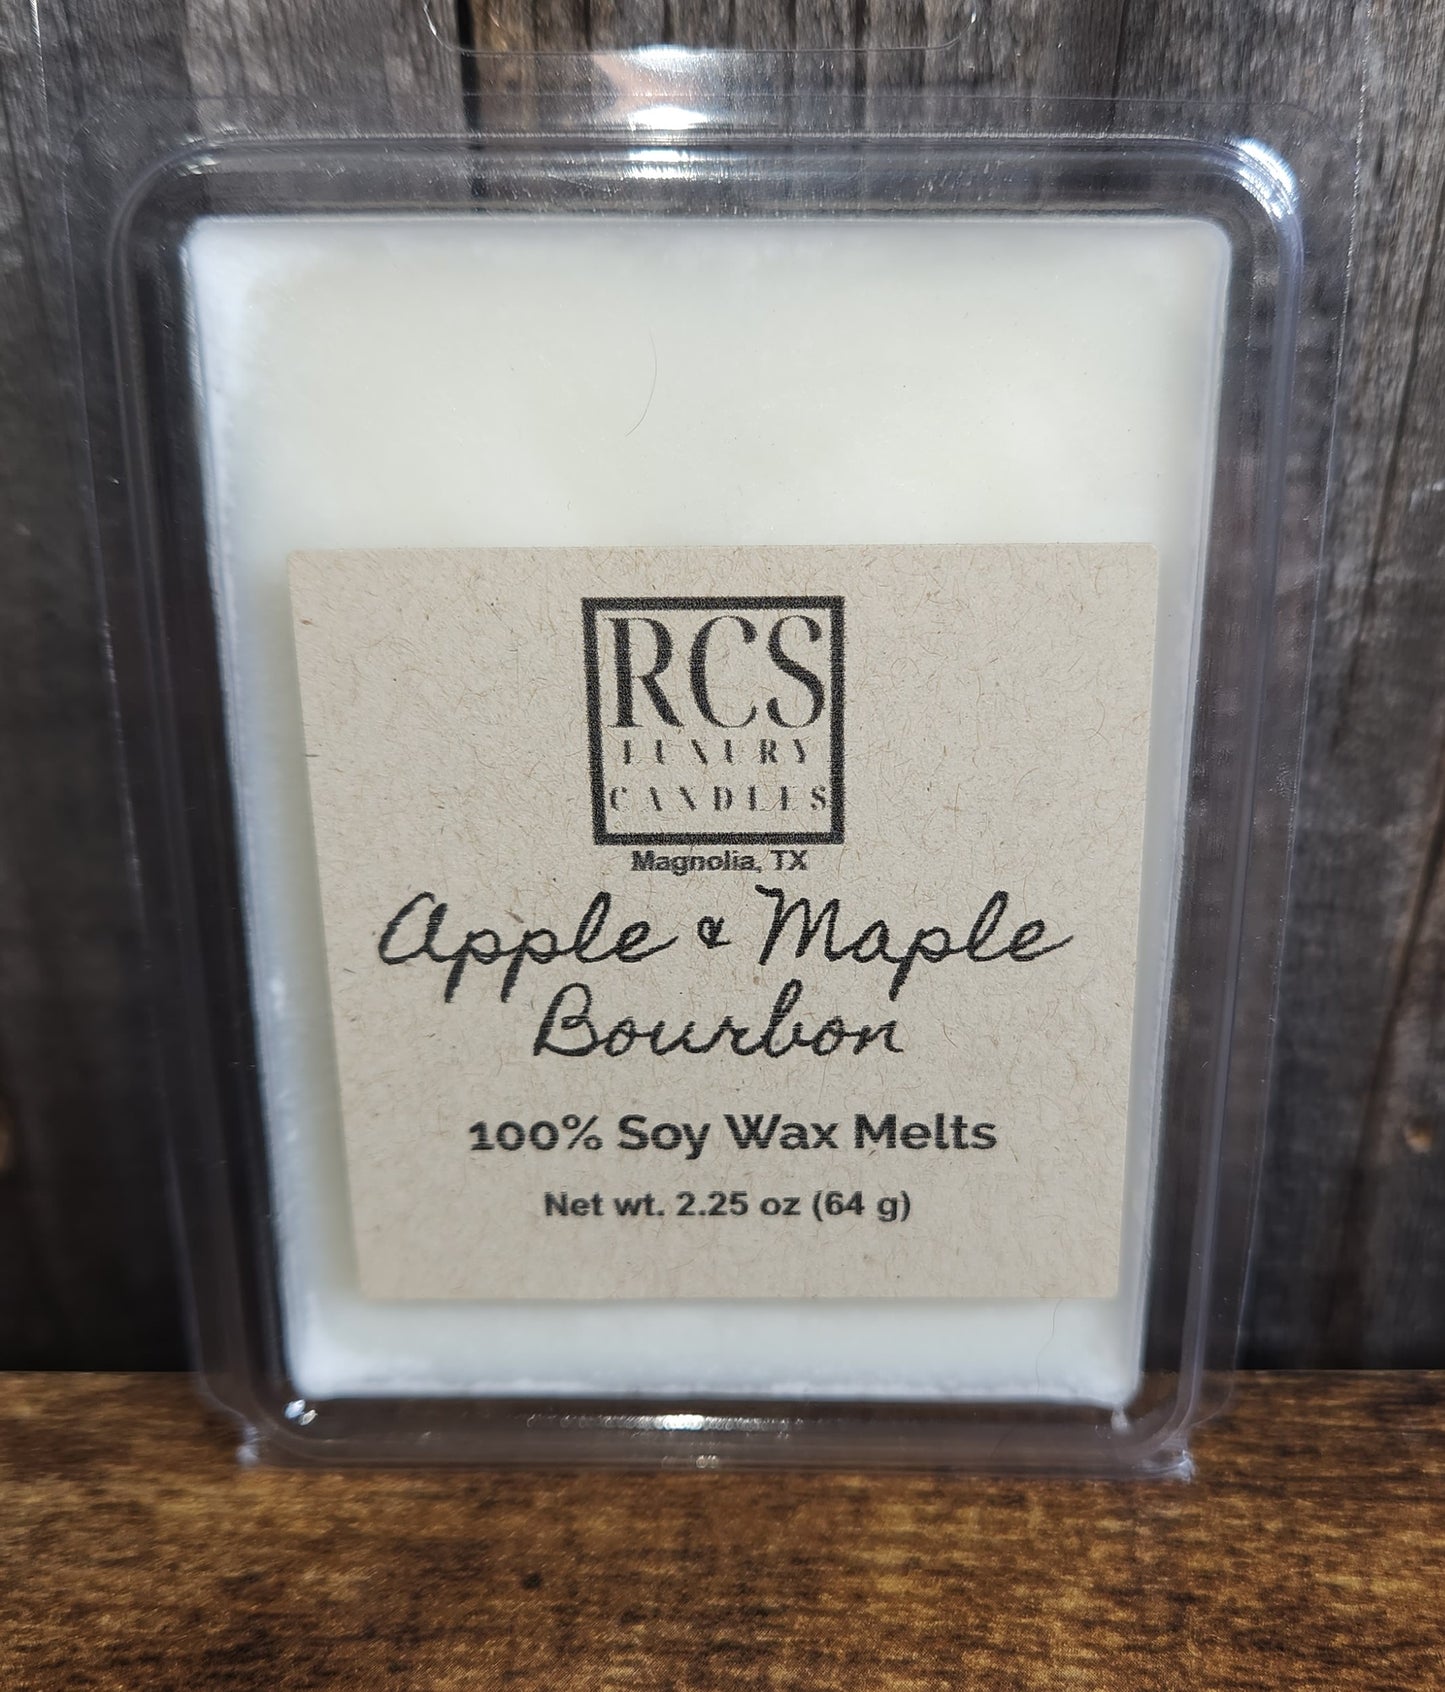 RCS
LUXURY
CANDLES
Magnolia, TX
Apple & Maple
Bourbon
100% Soy Wax Melts
Net wt. 2.25 oz (64 g)